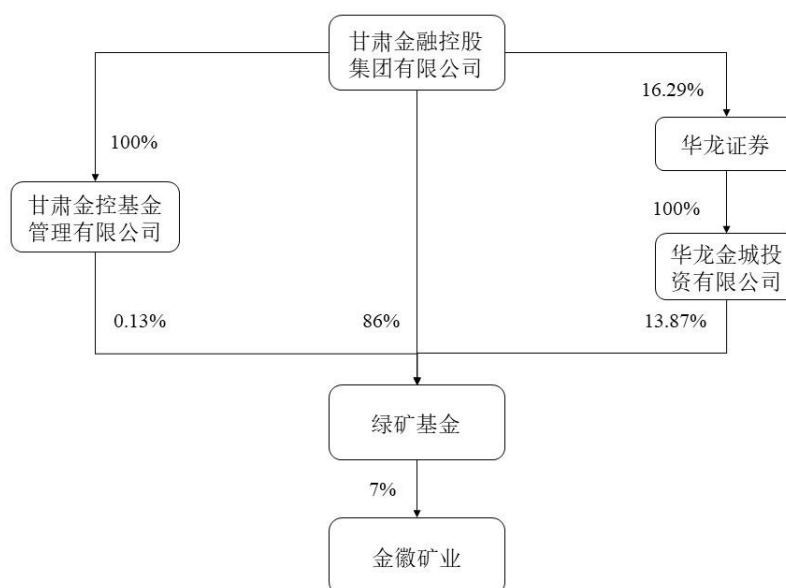 甘肃金融控股
集团有限公司
16.29%
华龙证券
100%
100%
甘肃金控基金
管理有限公司
华龙金城投
资有限公司
0.13%
86%
13.87%
绿矿基金
7%
金徽矿业